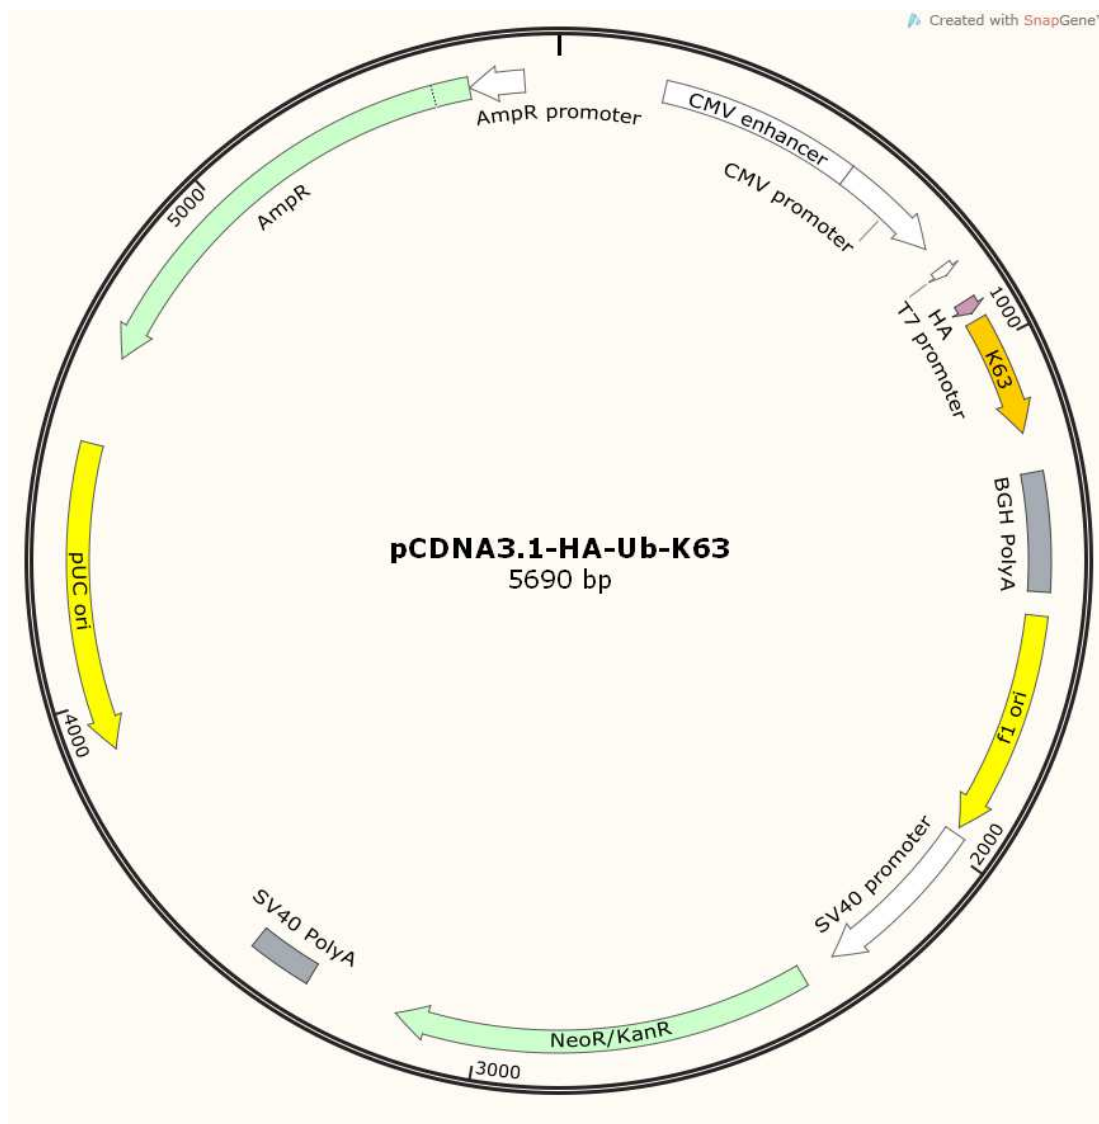 Created with SnapGene
AmpR promoter
CMV enhancer
CMV promoter
T7 promoter
HA
1000
K63
BGH PolyA
f1 ori
2000
SV40 promoter
NeoR/KanR
3000
SV40 PolyA
4000
pUC ori
AmpR
5000
pCDNA3.1-HA-Ub-K63
5690 bp